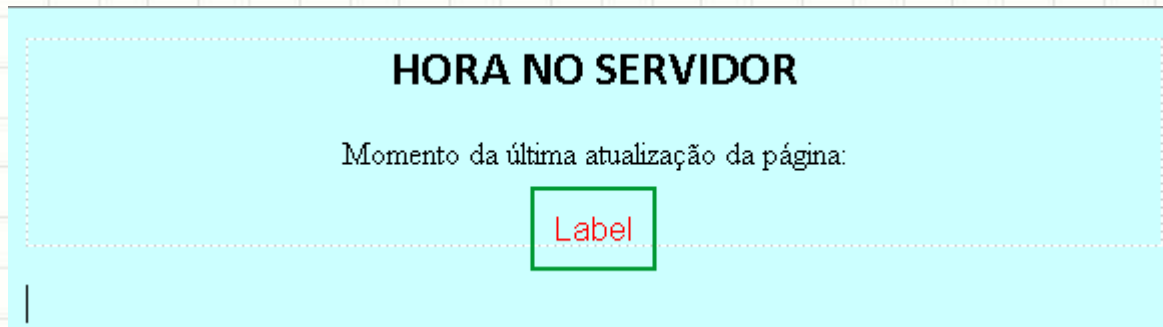 HORA NO SERVIDOR
Momento da última atualização da página:
Label